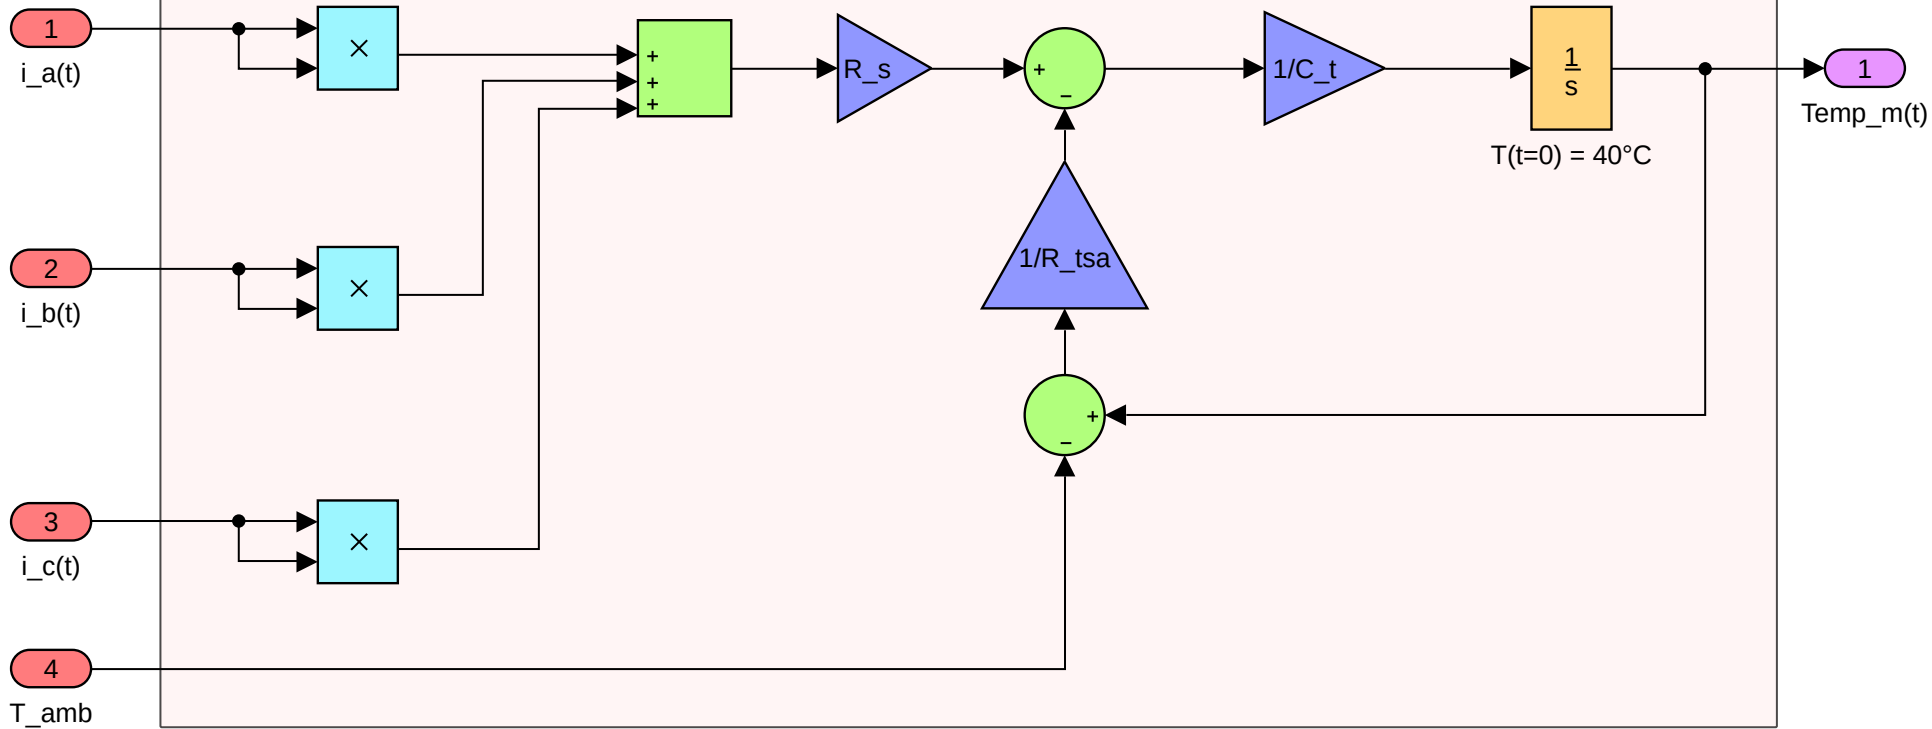 1
i_a(t)
×
+
+
+
R_s
+
−
1/C_t
1
s
T(t=0) = 40°C
1
Temp_m(t)
2
i_b(t)
×
1/R_tsa
+
−
3
i_c(t)
×
4
T_amb